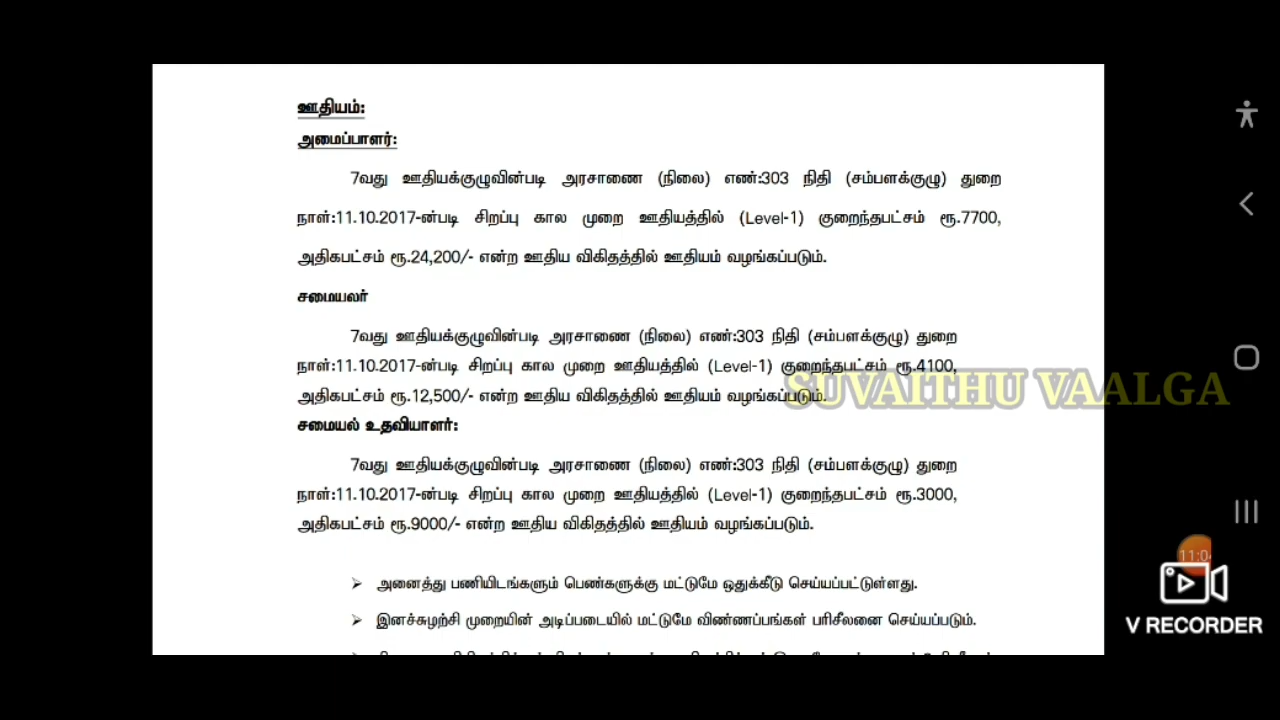 ஊதியம்:
அமைப்பாளர்:
7வது ஊதியக்குழுவின்படி அரசாணை (நிலை) எண்:303 நிதி (சம்பளக்குழு) துறை
நாள்:11.10.2017-ன்படி சிறப்பு கால முறை ஊதியத்தில் (Level-1) குறைந்தபட்சம் ரூ.7700,
அதிகபட்சம் ரூ.24,200/- என்ற ஊதிய விகிதத்தில் ஊதியம் வழங்கப்படும்.
சமையலர்
7வது ஊதியக்குழுவின்படி அரசாணை (நிலை) எண்:303 நிதி (சம்பளக்குழு) துறை
நாள்:11.10.2017-ன்படி சிறப்பு கால முறை ஊதியத்தில் (Level-1) குறைந்தபட்சம் ரூ.4100,
SUVAITHU VAALGA
அதிகபட்சம் ரூ.12,500/- என்ற ஊதிய விகிதத்தில் ஊதியம் வழங்கப்படும்.
சமையல் உதவியாளர்:
7வது ஊதியக்குழுவின்படி அரசாணை (நிலை) எண்:303 நிதி (சம்பளக்குழு) துறை
நாள்:11.10.2017-ன்படி சிறப்பு கால முறை ஊதியத்தில் (Level-1) குறைந்தபட்சம் ரூ.3000,
அதிகபட்சம் ரூ.9000/- என்ற ஊதிய விகிதத்தில் ஊதியம் வழங்கப்படும்.
➢ அனைத்து பணியிடங்களும் பெண்களுக்கு மட்டுமே ஒதுக்கீடு செய்யப்பட்டுள்ளது.
➢ இனச்சுழற்சி முறையின் அடிப்படையில் மட்டுமே விண்ணப்பங்கள் பரிசீலனை செய்யப்படும்.
V RECORDER